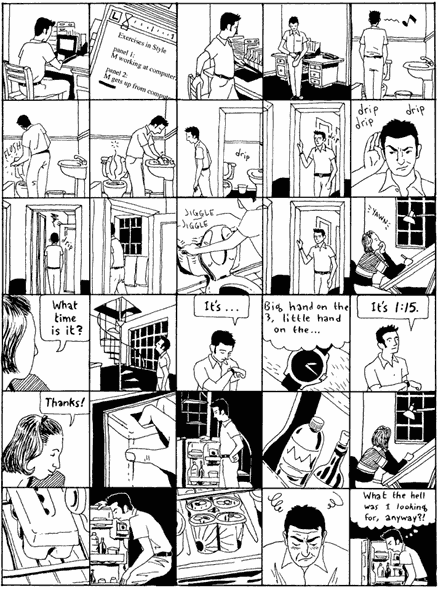 Exercises in Style
panel 1:
M working at computer
panel 2:
M gets up from compu
FLUSH
drip
drip
drip
drip
JIGGLE
JIGGLE
YAWN
What
time
is it?
It's...
Big hand on the
3, little hand
on the...
It's 1:15.
Thanks!
What the hell
was I looking
for, anyway?!